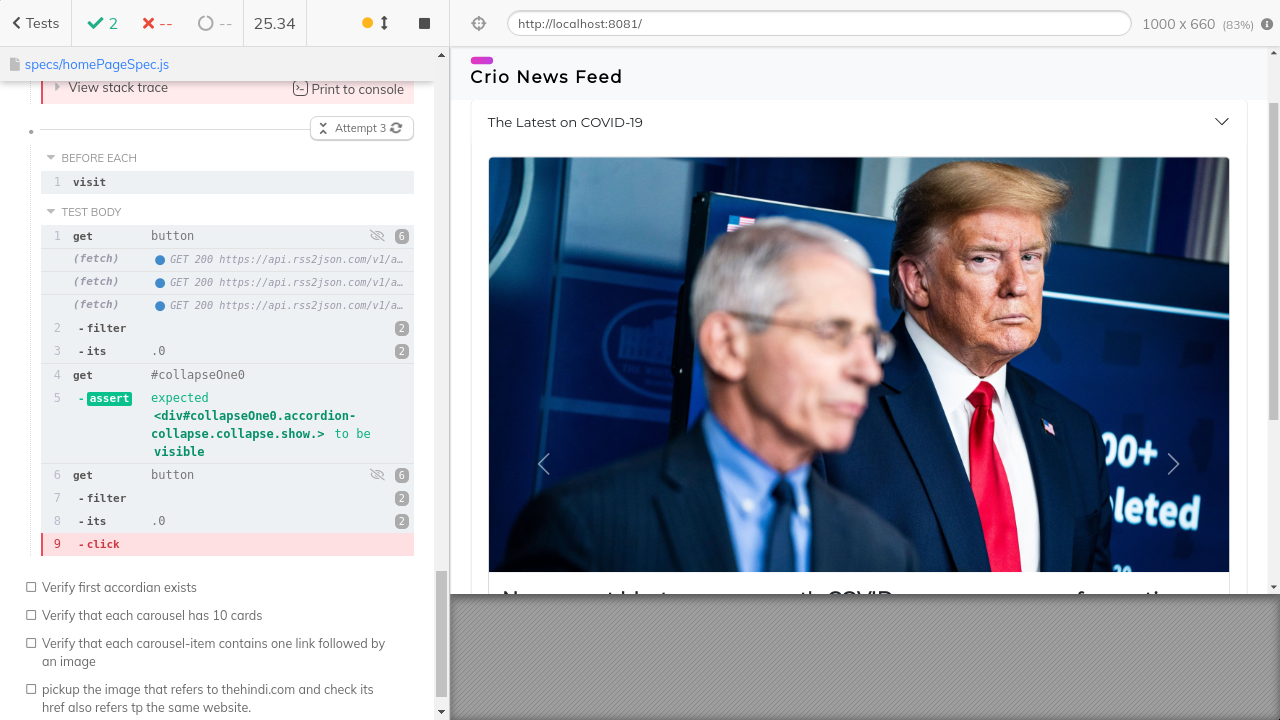 Tests
2
--
--
25.34
http://localhost:8081/
1000 x 660 (83%)
specs/homePageSpec.js
View stack trace
Print to console
Attempt 3
BEFORE EACH
1 visit
TEST BODY
1 get button 6
(fetch) GET 200 https://api.rss2json.com/v1/a…
(fetch) GET 200 https://api.rss2json.com/v1/a…
(fetch) GET 200 https://api.rss2json.com/v1/a…
2 -filter 2
3 -its .0 2
4 get #collapseOne0
5 -assert expected
<div#collapseOne0.accordion-
collapse.collapse.show.> to be
visible
6 get button 6
7 -filter 2
8 -its .0 2
9 -click
Verify first accordian exists
Verify that each carousel has 10 cards
Verify that each carousel-item contains one link followed by
an image
pickup the image that refers to thehindi.com and check its
href also refers tp the same website.
Crio News Feed
The Latest on COVID-19
00+
leted